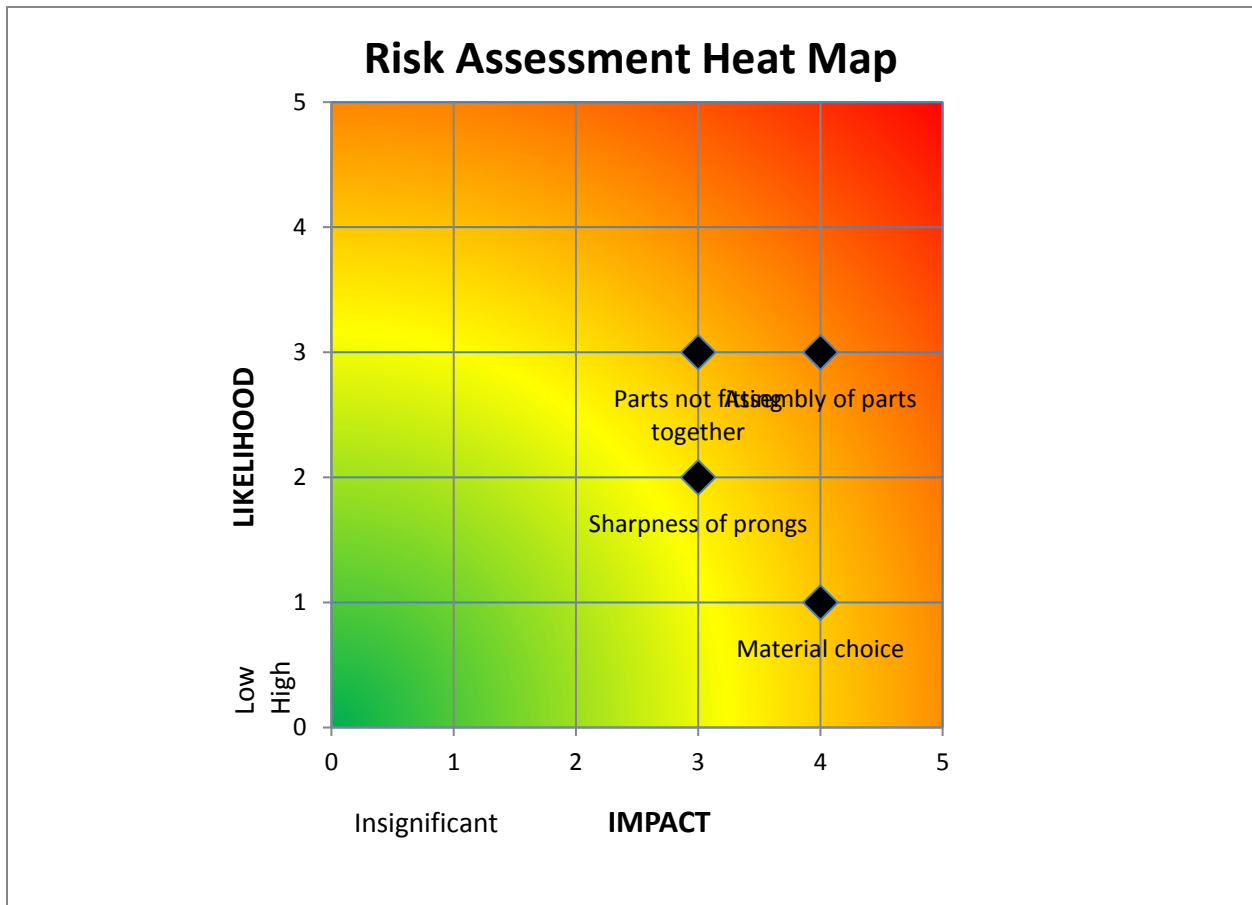 Risk Assessment Heat Map
5
4
3
2
1
0
LIKELIHOOD
Low
High
Parts not fitting
together
Assembly of parts
Sharpness of prongs
Material choice
0 1 2 3 4 5
Insignificant IMPACT